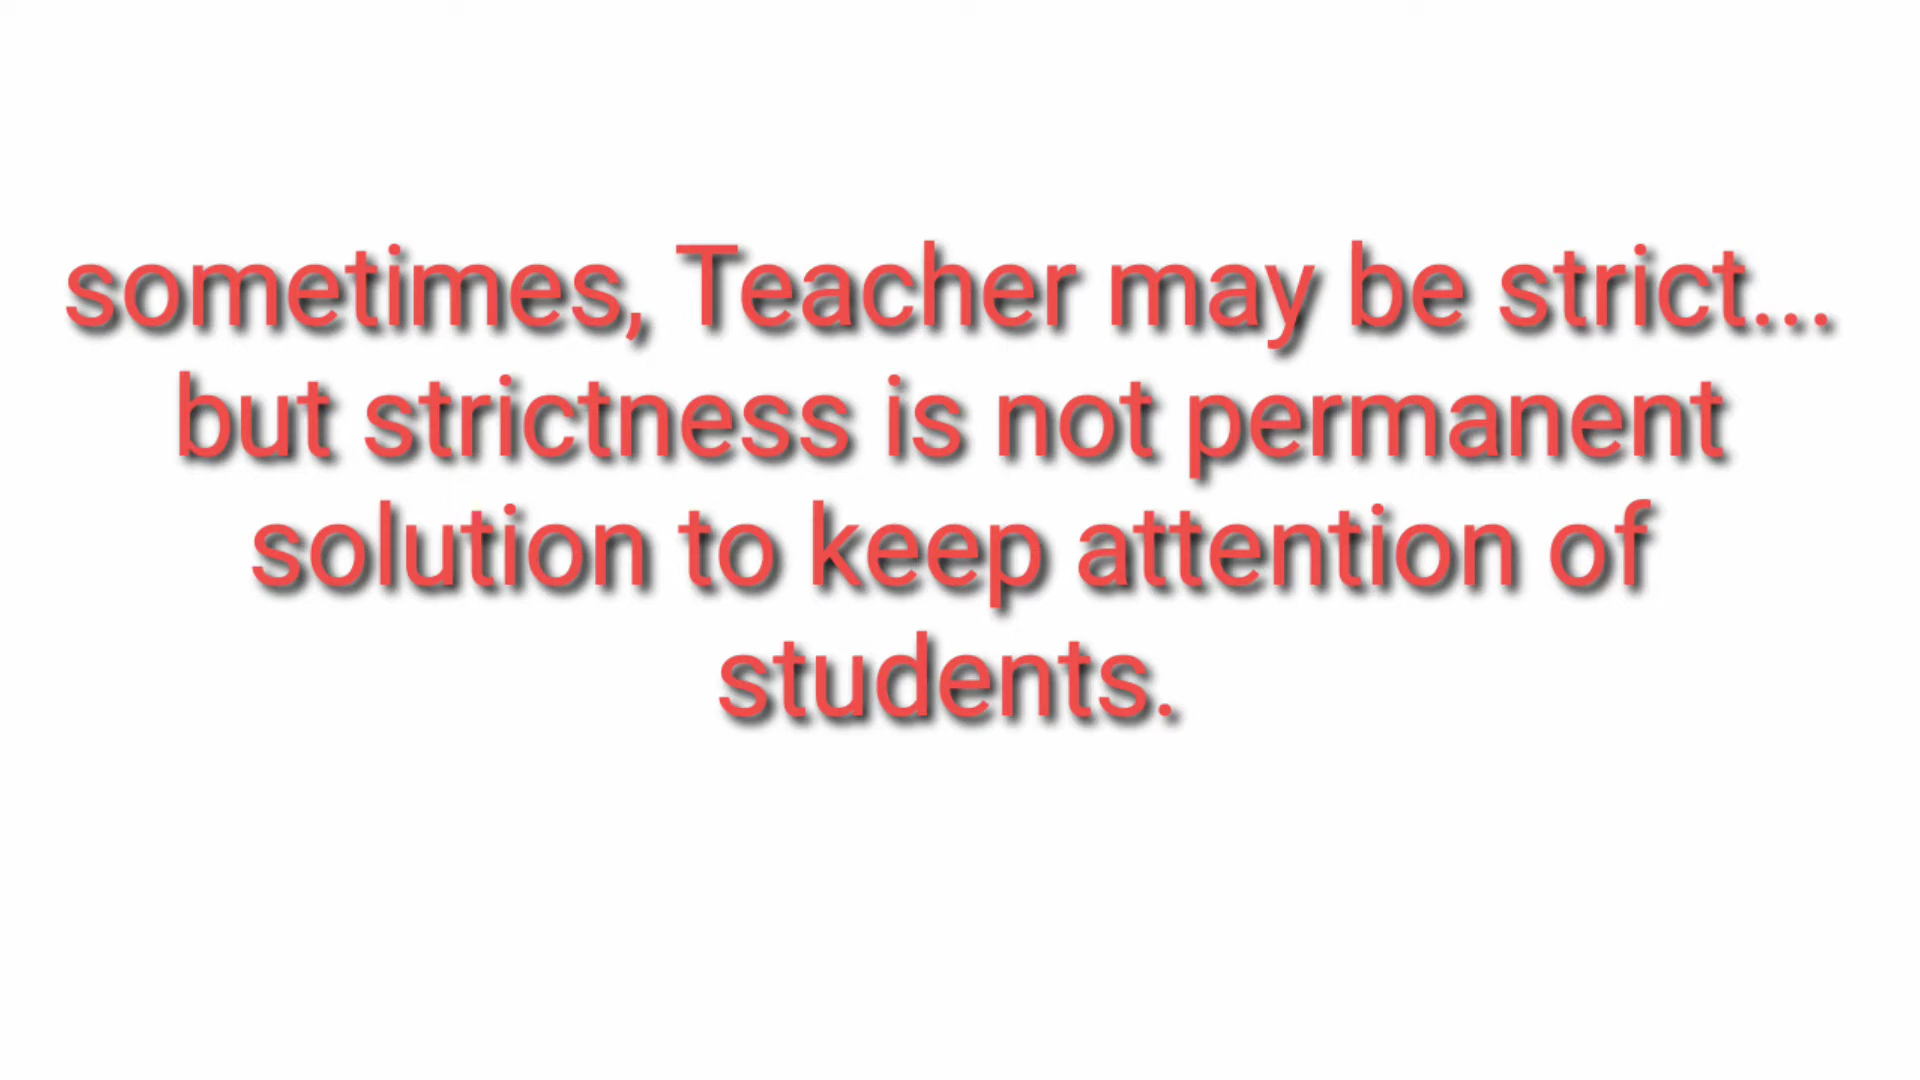 sometimes, Teacher may be strict...
but strictness is not permanent
solution to keep attention of
students.